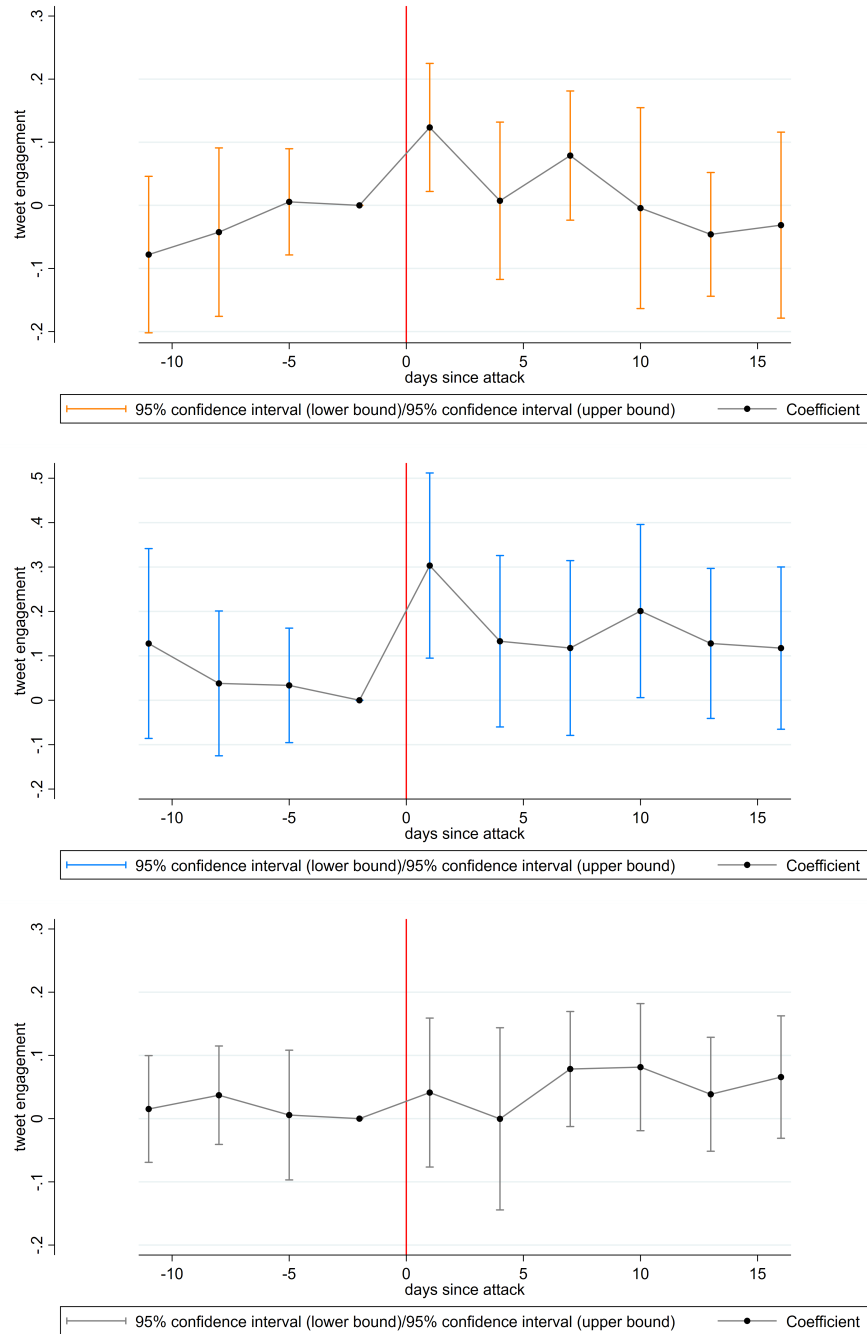 .3
.2
.1
0
-.1
-.2
tweet engagement
-10 -5 0 5 10 15
days since attack
95% confidence interval (lower bound)/95% confidence interval (upper bound) Coefficient
.5
.4
.3
.2
.1
0
-.1
-.2
tweet engagement
-10 -5 0 5 10 15
days since attack
95% confidence interval (lower bound)/95% confidence interval (upper bound) Coefficient
.3
.2
.1
0
-.1
-.2
tweet engagement
-10 -5 0 5 10 15
days since attack
95% confidence interval (lower bound)/95% confidence interval (upper bound) Coefficient